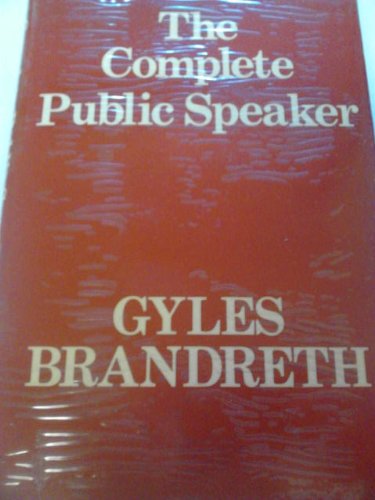 The
Complete
Public Speaker
GYLES
BRANDRETH